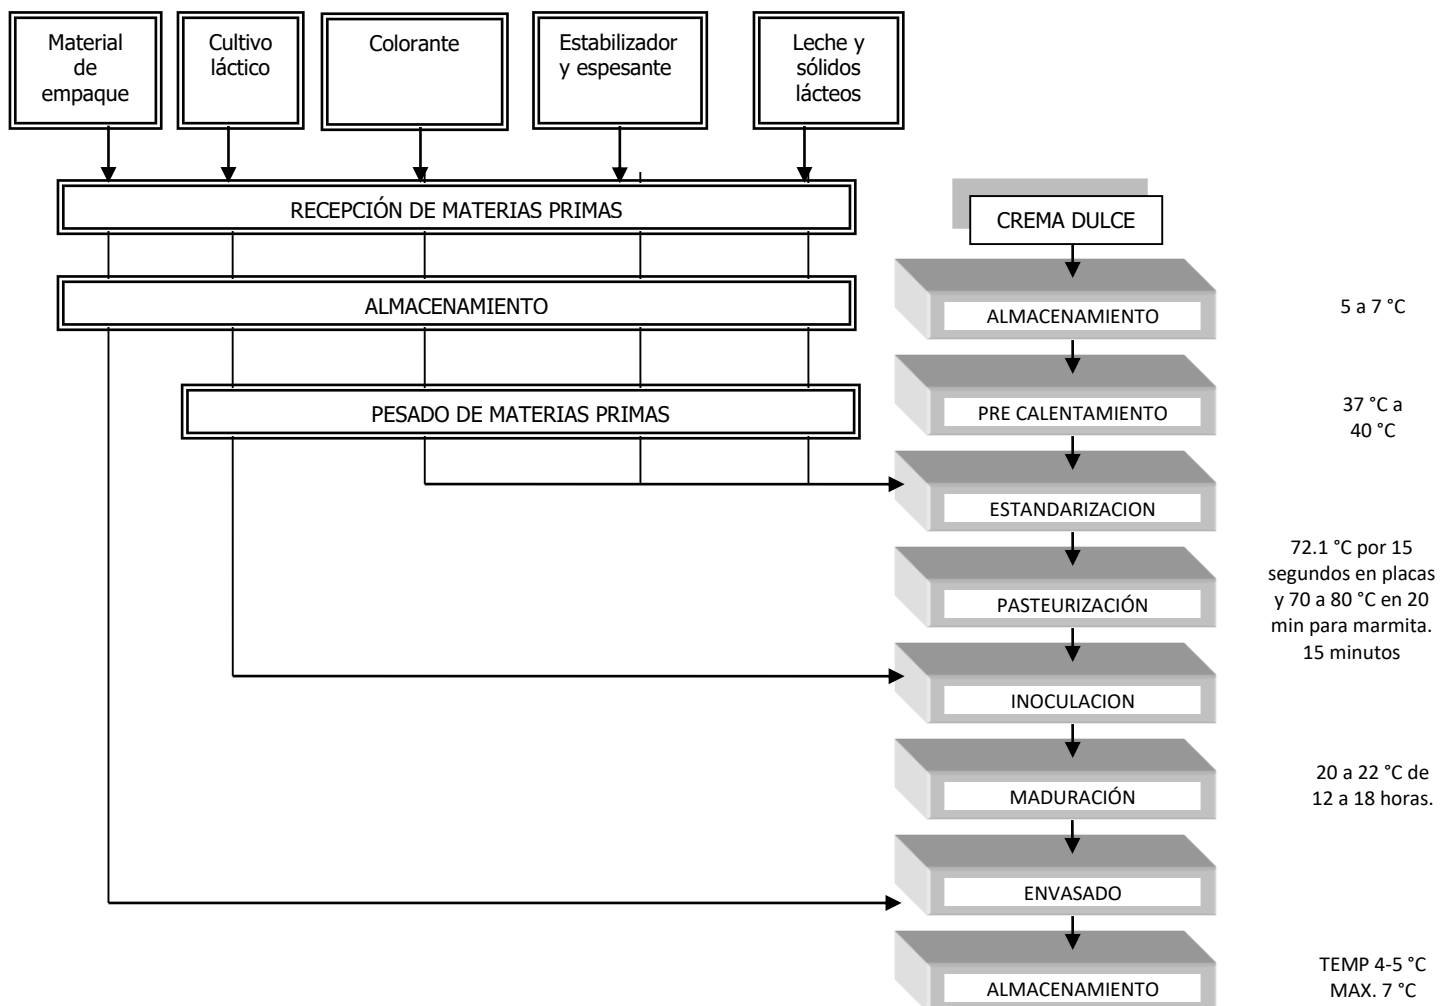 Material
de
empaque
Cultivo
láctico
Colorante
Estabilizador
y espesante
Leche y
sólidos
lácteos
RECEPCIÓN DE MATERIAS PRIMAS
CREMA DULCE
ALMACENAMIENTO
ALMACENAMIENTO
5 a 7 °C
PESADO DE MATERIAS PRIMAS
PRE CALENTAMIENTO
37 °C a
40 °C
ESTANDARIZACION
PASTEURIZACIÓN
72.1 °C por 15
segundos en placas
y 70 a 80 °C en 20
min para marmita.
15 minutos
INOCULACION
MADURACIÓN
20 a 22 °C de
12 a 18 horas.
ENVASADO
ALMACENAMIENTO
TEMP 4-5 °C
MAX. 7 °C